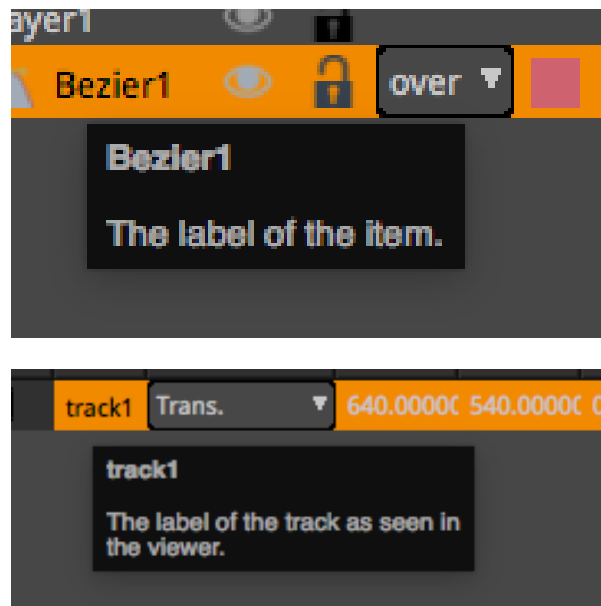 ayer1
Bezier1 over
Bezier1
The label of the item.
track1 Trans. 640.0000 540.0000
track1
The label of the track as seen in
the viewer.